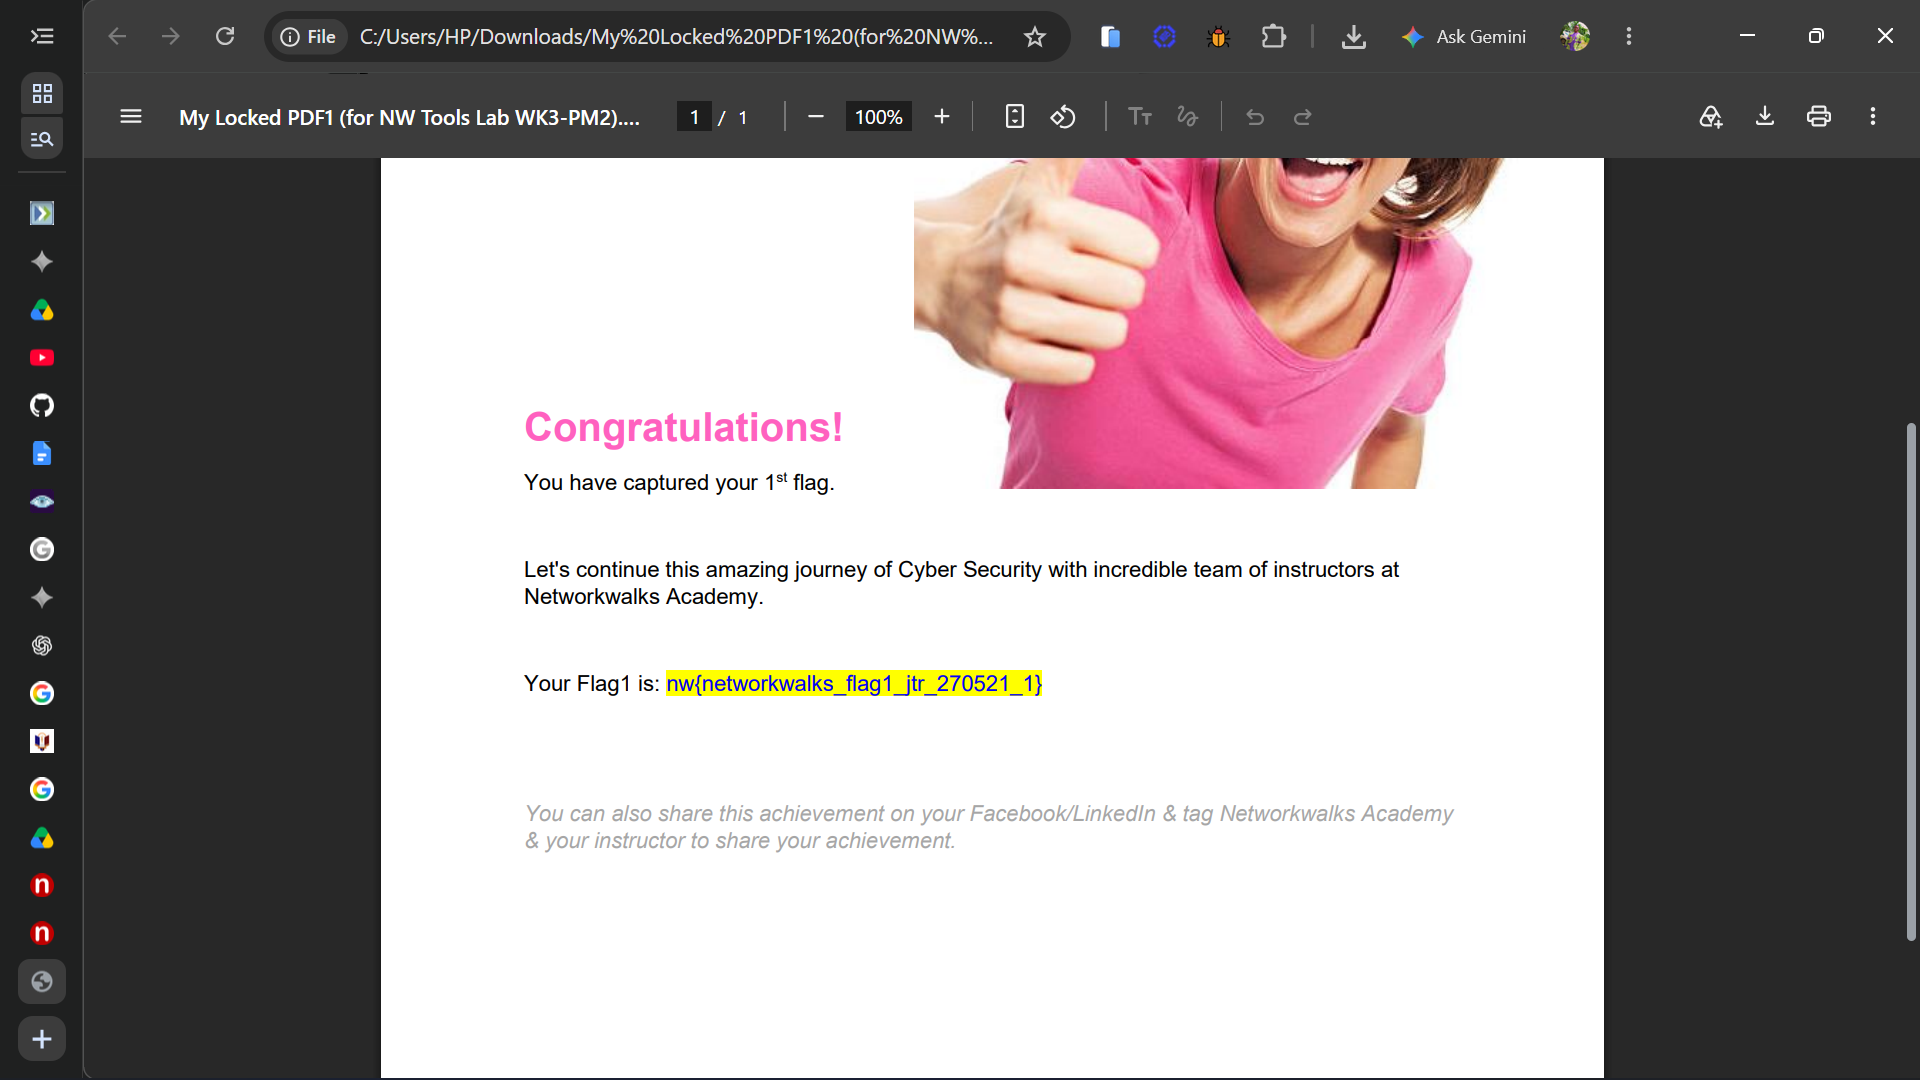 File
C:/Users/HP/Downloads/My%20Locked%20PDF1%20(for%20NW%...
Ask Gemini
My Locked PDF1 (for NW Tools Lab WK3-PM2)....
1 / 1
100%
Congratulations!
You have captured your 1st flag.
Let's continue this amazing journey of Cyber Security with incredible team of instructors at
Networkwalks Academy.
Your Flag1 is: nw{networkwalks_flag1_jtr_270521_1}
You can also share this achievement on your Facebook/LinkedIn & tag Networkwalks Academy
& your instructor to share your achievement.